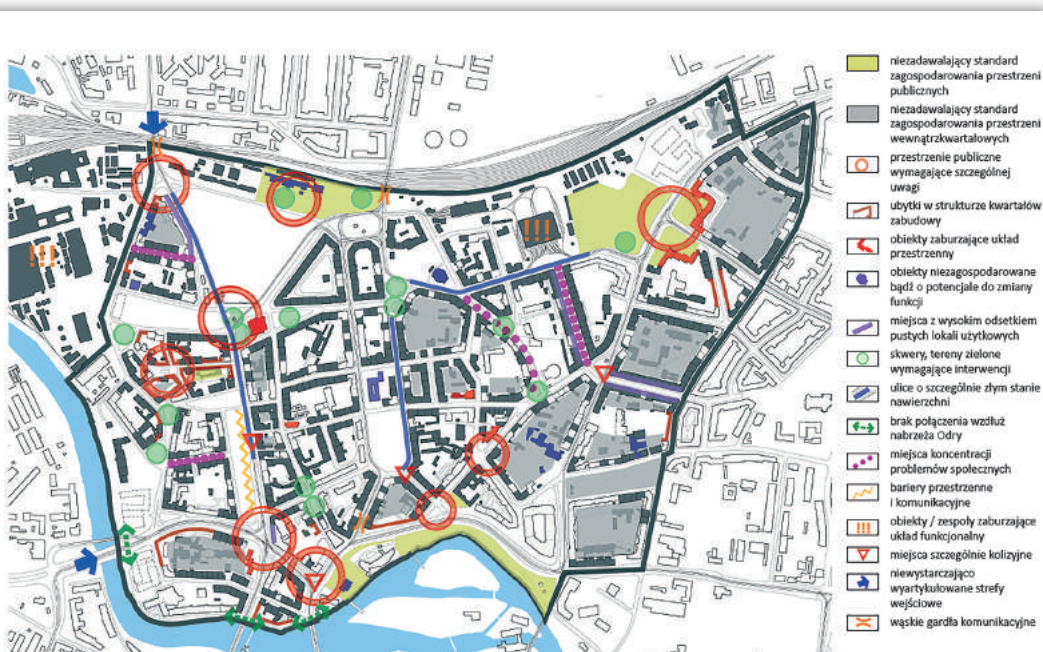 niezadawalający standard
zagospodarowania przestrzeni
publicznych
niezadawalający standard
zagospodarowania przestrzeni
wewnątrzkwartałowych
przestrzenie publiczne
wymagające szczególnej
uwagi
ubytki w strukturze kwartałów
zabudowy
obiekty zaburzające układ
przestrzenny
obiekty niezagospodarowane
bądź o potencjale do zmiany
funkcji
miejsca z wysokim odsetkiem
pustych lokali użytkowych
skwery, tereny zielone
wymagające interwencji
ulice o szczególnie złym stanie
nawierzchni
brak połączenia wzdłuż
nabrzeża Odry
miejsca koncentracji
problemów społecznych
bariery przestrzenne
i komunikacyjne
!!! obiekty / zespoły zaburzające
układ funkcjonalny
miejsca szczególnie kolizyjne
niewystarczająco
wyartykułowane strefy
wejściowe
wąskie gardła komunikacyjne
!!!
!!!